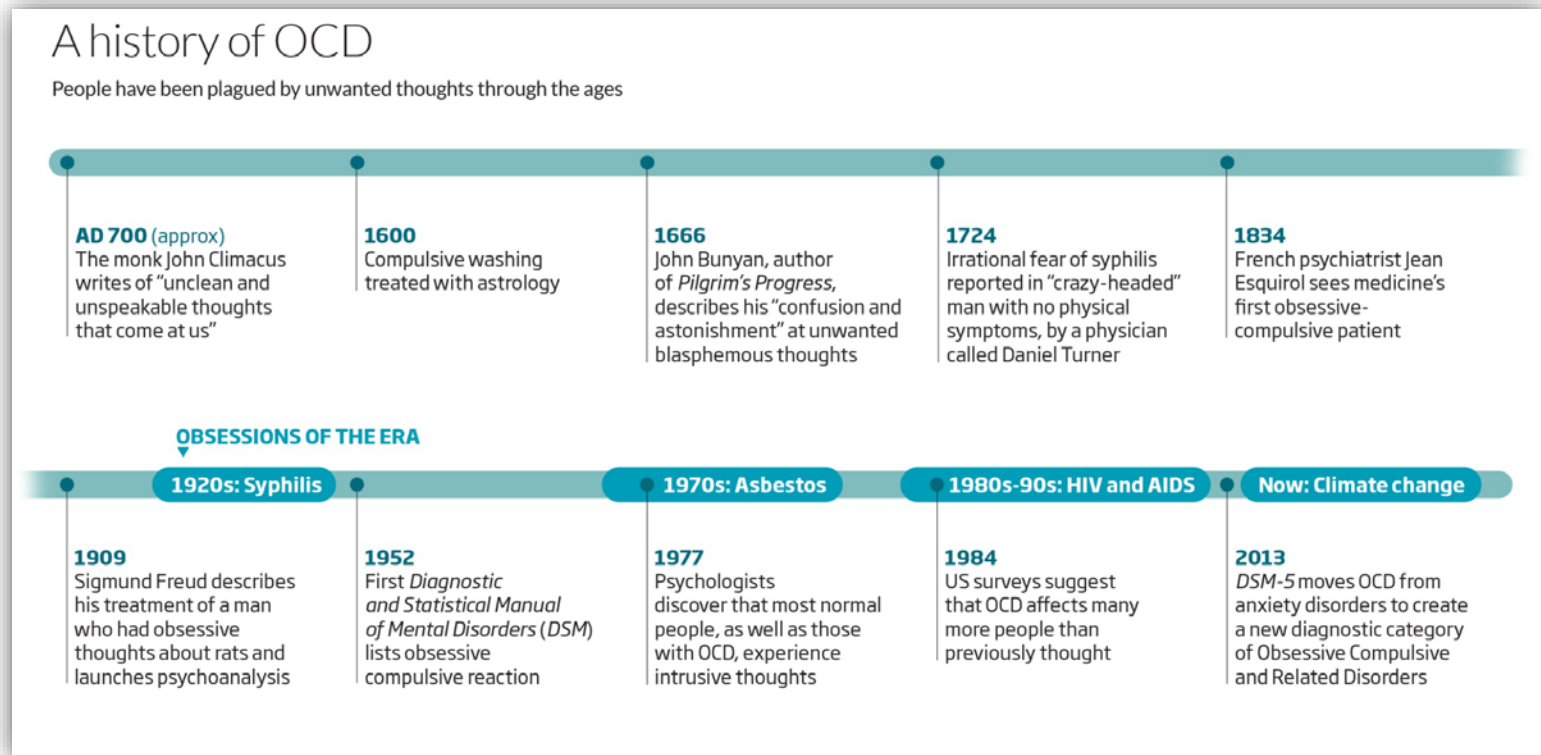 A history of OCD
People have been plagued by unwanted thoughts through the ages
AD 700 (approx)
The monk John Climacus
writes of “unclean and
unspeakable thoughts
that come at us”
1600
Compulsive washing
treated with astrology
1666
John Bunyan, author
of Pilgrim’s Progress,
describes his “confusion and
astonishment” at unwanted
blasphemous thoughts
1724
Irrational fear of syphilis
reported in “crazy-headed”
man with no physical
symptoms, by a physician
called Daniel Turner
1834
French psychiatrist Jean
Esquirol sees medicine’s
first obsessive-
compulsive patient
OBSESSIONS OF THE ERA
1920s: Syphilis
1970s: Asbestos
1980s-90s: HIV and AIDS
Now: Climate change
1909
Sigmund Freud describes
his treatment of a man
who had obsessive
thoughts about rats and
launches psychoanalysis
1952
First Diagnostic
and Statistical Manual
of Mental Disorders (DSM)
lists obsessive
compulsive reaction
1977
Psychologists
discover that most normal
people, as well as those
with OCD, experience
intrusive thoughts
1984
US surveys suggest
that OCD affects many
more people than
previously thought
2013
DSM-5 moves OCD from
anxiety disorders to create
a new diagnostic category
of Obsessive Compulsive
and Related Disorders